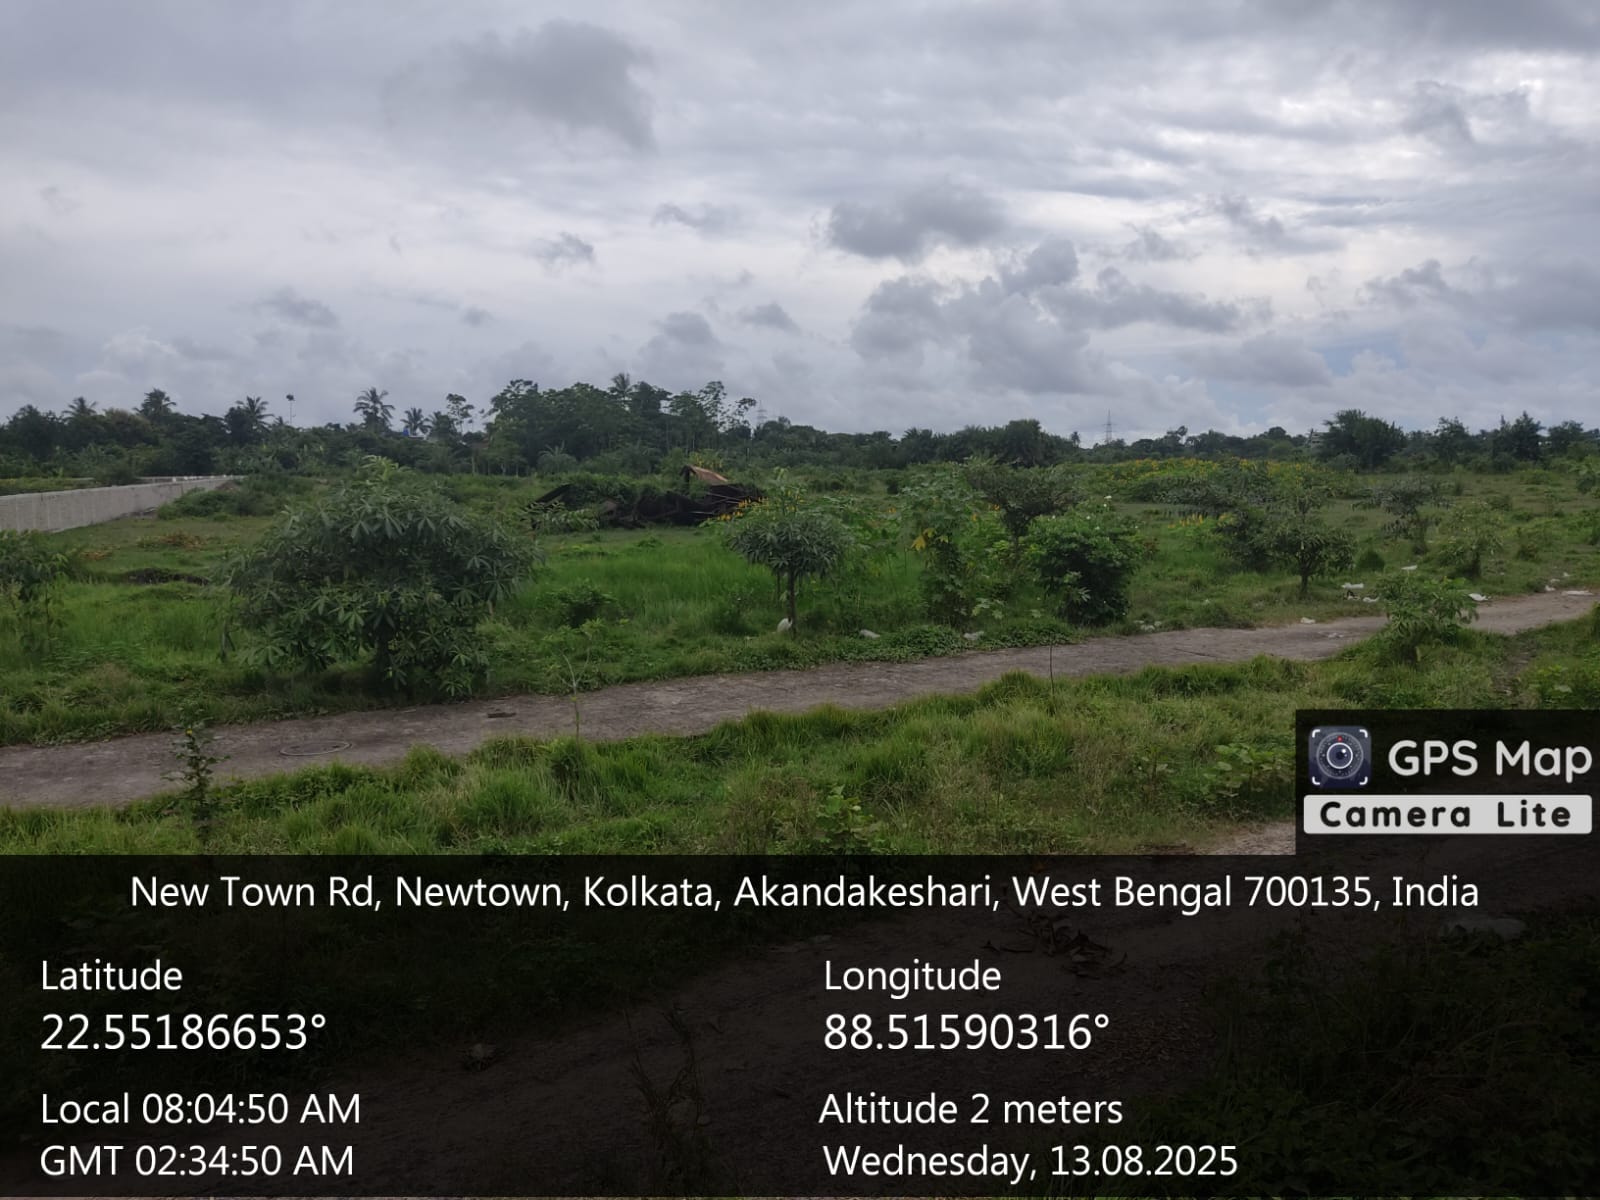 GPS Map
Camera Lite
New Town Rd, Newtown, Kolkata, Akandakeshari, West Bengal 700135, India
Latitude
22.55186653°
Longitude
88.51590316°
Local 08:04:50 AM
GMT 02:34:50 AM
Altitude 2 meters
Wednesday, 13.08.2025